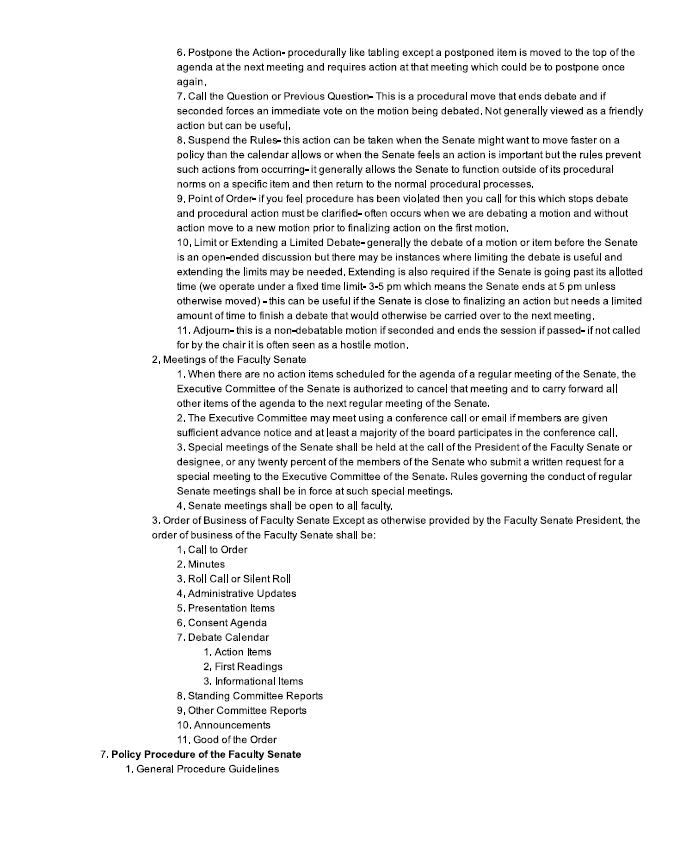 6. Postpone the Action- procedurally like tabling except a postponed item is moved to the top of the
agenda at the next meeting and requires action at that meeting which could be to postpone once
again.
7. Call the Question or Previous Question- This is a procedural move that ends debate and if
seconded forces an immediate vote on the motion being debated. Not generally viewed as a friendly
action but can be useful.
8. Suspend the Rules- this action can be taken when the Senate might want to move faster on a
policy than the calendar allows or when the Senate feels an action is important but the rules prevent
such actions from occurring- it generally allows the Senate to function outside of its procedural
norms on a specific item and then return to the normal procedural processes.
9. Point of Order- if you feel procedure has been violated then you call for this which stops debate
and procedural action must be clarified- often occurs when we are debating a motion and without
action move to a new motion prior to finalizing action on the first motion.
10. Limit or Extending a Limited Debate- generally the debate of a motion or item before the Senate
is an open-ended discussion but there may be instances where limiting the debate is useful and
extending the limits may be needed. Extending is also required if the Senate is going past its allotted
time (we operate under a fixed time limit- 3-5 pm which means the Senate ends at 5 pm unless
otherwise moved) - this can be useful if the Senate is close to finalizing an action but needs a limited
amount of time to finish a debate that would otherwise be carried over to the next meeting.
11. Adjourn- this is a non-debatable motion if seconded and ends the session if passed- if not called
for by the chair it is often seen as a hostile motion.
2. Meetings of the Faculty Senate
1. When there are no action items scheduled for the agenda of a regular meeting of the Senate, the
Executive Committee of the Senate is authorized to cancel that meeting and to carry forward all
other items of the agenda to the next regular meeting of the Senate.
2. The Executive Committee may meet using a conference call or email if members are given
sufficient advance notice and at least a majority of the board participates in the conference call.
3. Special meetings of the Senate shall be held at the call of the President of the Faculty Senate or
designee, or any twenty percent of the members of the Senate who submit a written request for a
special meeting to the Executive Committee of the Senate. Rules governing the conduct of regular
Senate meetings shall be in force at such special meetings.
4. Senate meetings shall be open to all faculty.
3. Order of Business of Faculty Senate Except as otherwise provided by the Faculty Senate President, the
order of business of the Faculty Senate shall be:
1. Call to Order
2. Minutes
3. Roll Call or Silent Roll
4. Administrative Updates
5. Presentation Items
6. Consent Agenda
7. Debate Calendar
1. Action Items
2. First Readings
3. Informational Items
8. Standing Committee Reports
9. Other Committee Reports
10. Announcements
11. Good of the Order
7. Policy Procedure of the Faculty Senate
1. General Procedure Guidelines